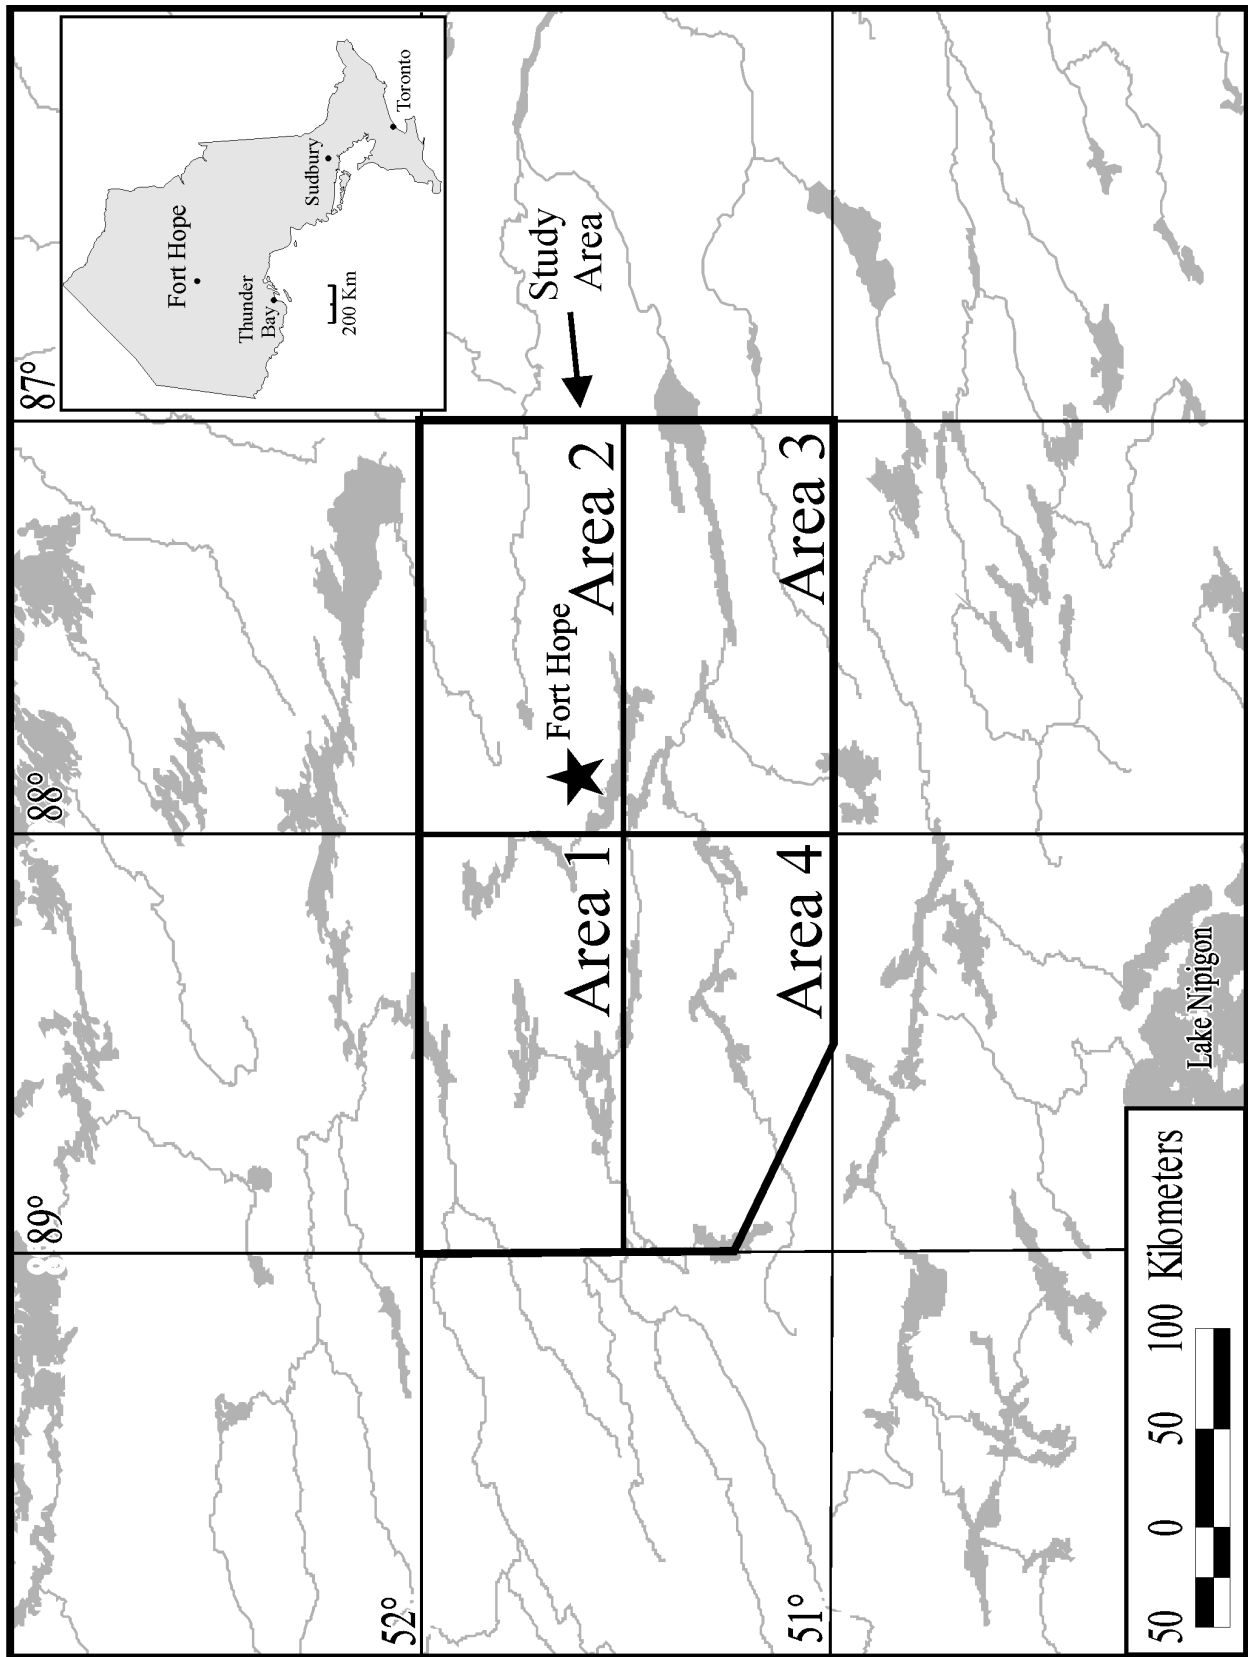 87°
88°
89°
52°
51°
Fort Hope
Thunder
Bay
Sudbury
Toronto
200 Km
Study
Area
Area 1
Area 2
Fort Hope
Area 3
Area 4
Lake Nipigon
50 0 50 100 Kilometers